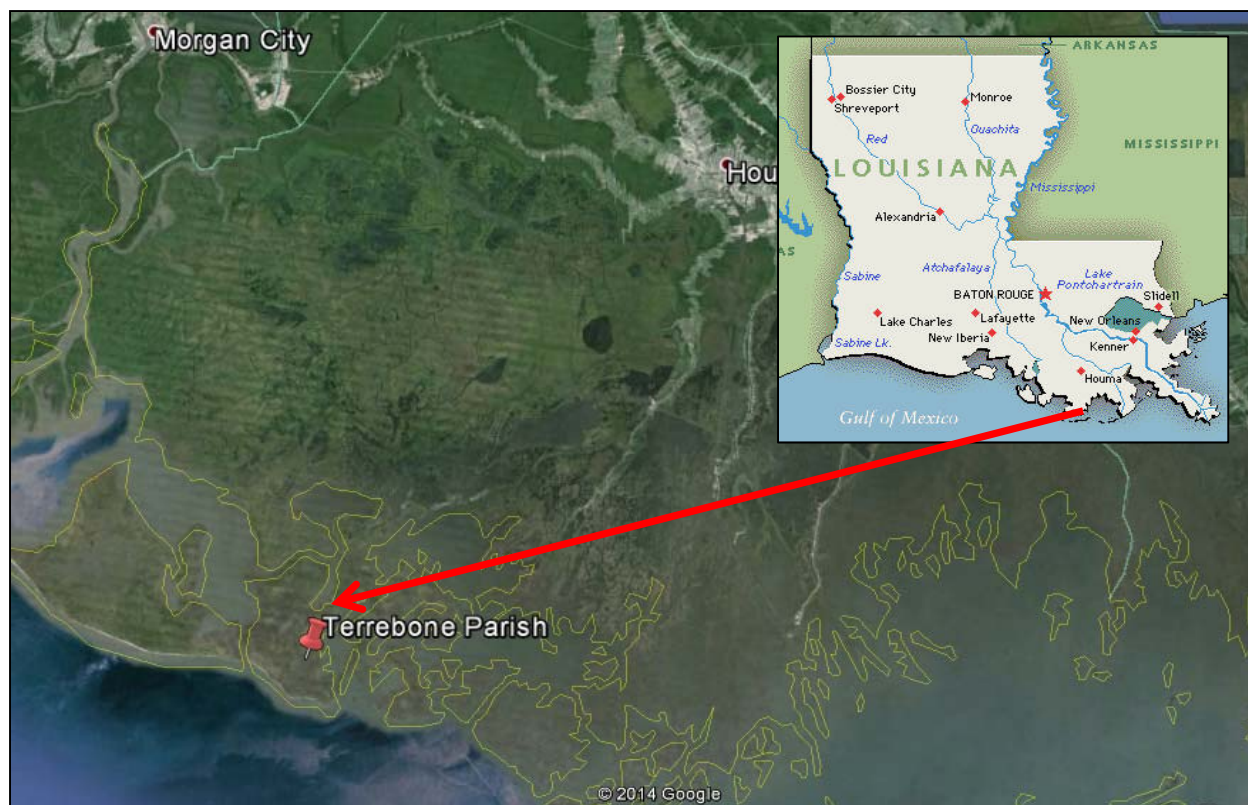 Morgan City
Hou
Terrebone Parish
© 2014 Google
ARKANSAS
Bossier City
Shreveport
Monroe
Red
Ouachita
MISSISSIPPI
LOUISIANA
Mississippi
Alexandria
AS
Sabine
Atchafalaya
Lake
Pontchartrain
BATON ROUGE
Slidell
Lake Charles
Lafayette
New Orleans
Sabine Lk.
New Iberia
Kenner
Houma
Gulf of Mexico